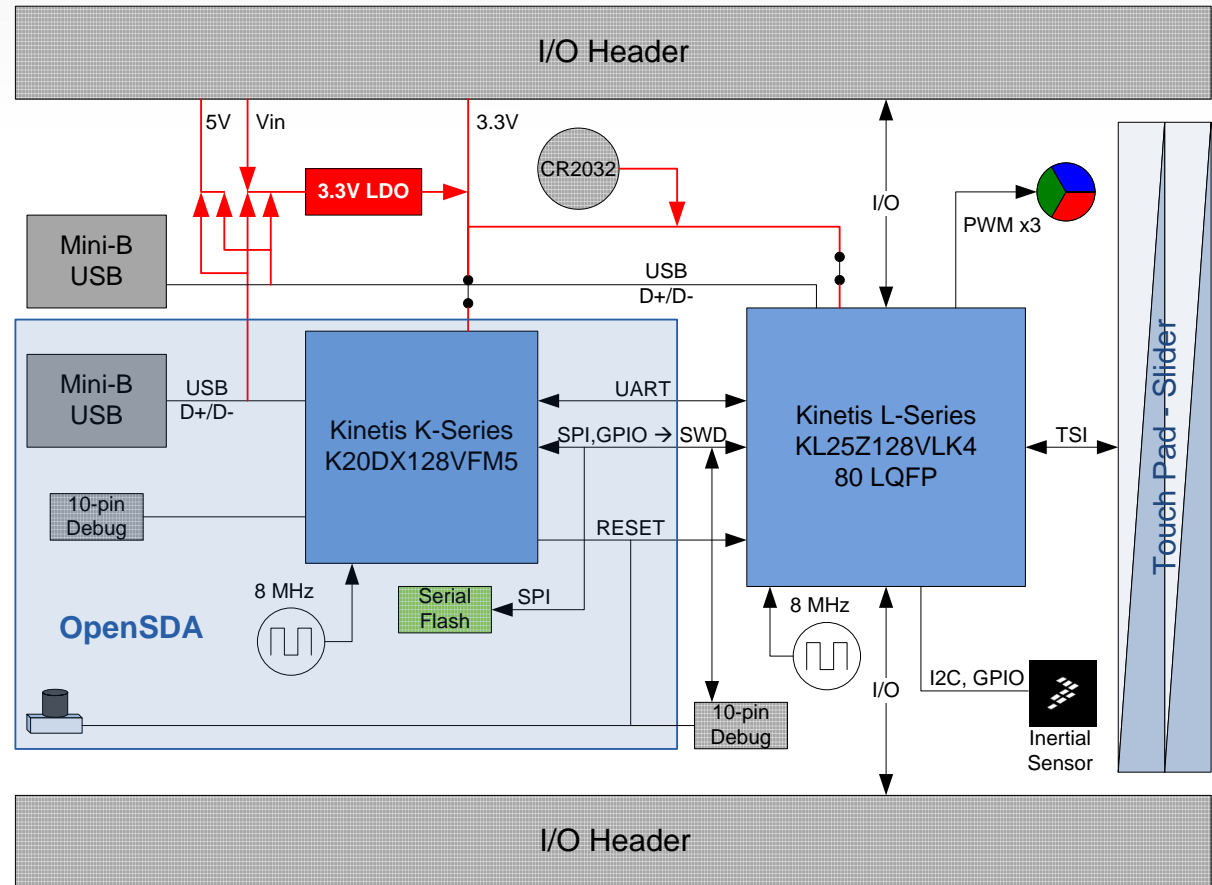 I/O Header
5V
Vin
3.3V
3.3V LDO
CR2032
I/O
PWM x3
Mini-B
USB
USB
D+/D-
Mini-B
USB
USB
D+/D-
Kinetis K-Series
K20DX128VFM5
UART
SPI,GPIO → SWD
RESET
Kinetis L-Series
KL25Z128VLK4
80 LQFP
TSI
Touch Pad - Slider
10-pin
Debug
8 MHz
Serial
Flash
SPI
OpenSDA
8 MHz
I/O
I2C, GPIO
10-pin
Debug
Inertial
Sensor
I/O Header